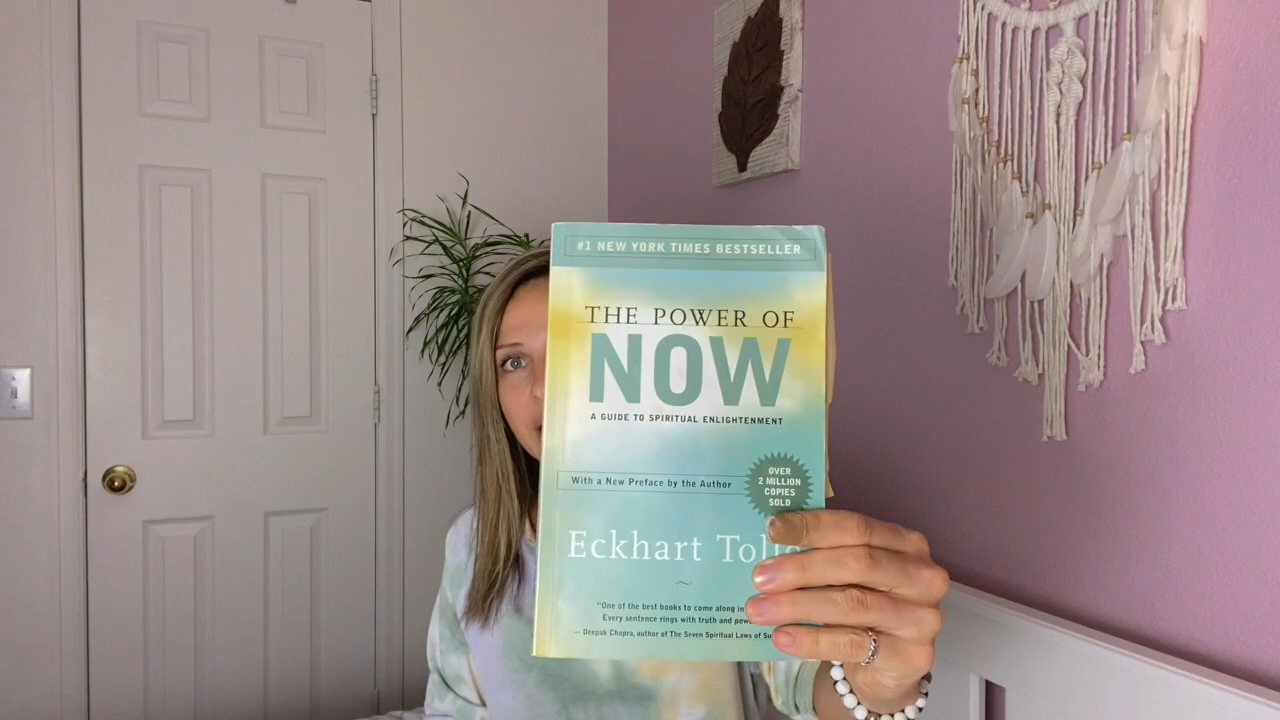 #1 NEW YORK TIMES BESTSELLER
THE POWER OF
NOW
A GUIDE TO SPIRITUAL ENLIGHTENMENT
With a New Preface by the Author
OVER
2 MILLION
COPIES
SOLD
Eckhart Tolle
~
"One of the best books to come along in
Every sentence rings with truth and
— Deepak Chopra, author of The Seven Spiritual Laws of